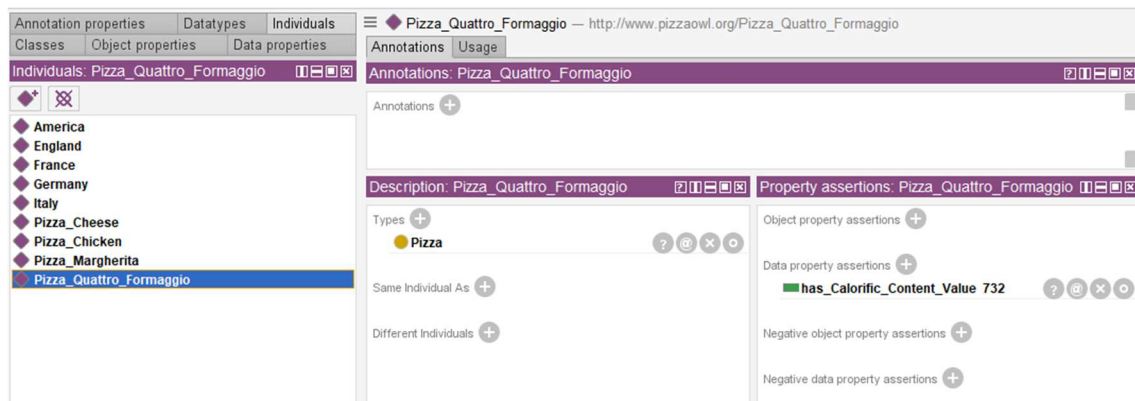 Annotation properties Datatypes Individuals
Classes Object properties Data properties
Individuals: Pizza_Quattro_Formaggio
America
England
France
Germany
Italy
Pizza_Cheese
Pizza_Chicken
Pizza_Margherita
Pizza_Quattro_Formaggio
Pizza_Quattro_Formaggio — http://www.pizzaowl.org/Pizza_Quattro_Formaggio
Annotations Usage
Annotations: Pizza_Quattro_Formaggio
Annotations
Description: Pizza_Quattro_Formaggio
Types
Pizza
Same Individual As
Different Individuals
Property assertions: Pizza_Quattro_Formaggio
Object property assertions
Data property assertions
has_Calorific_Content_Value 732
Negative object property assertions
Negative data property assertions